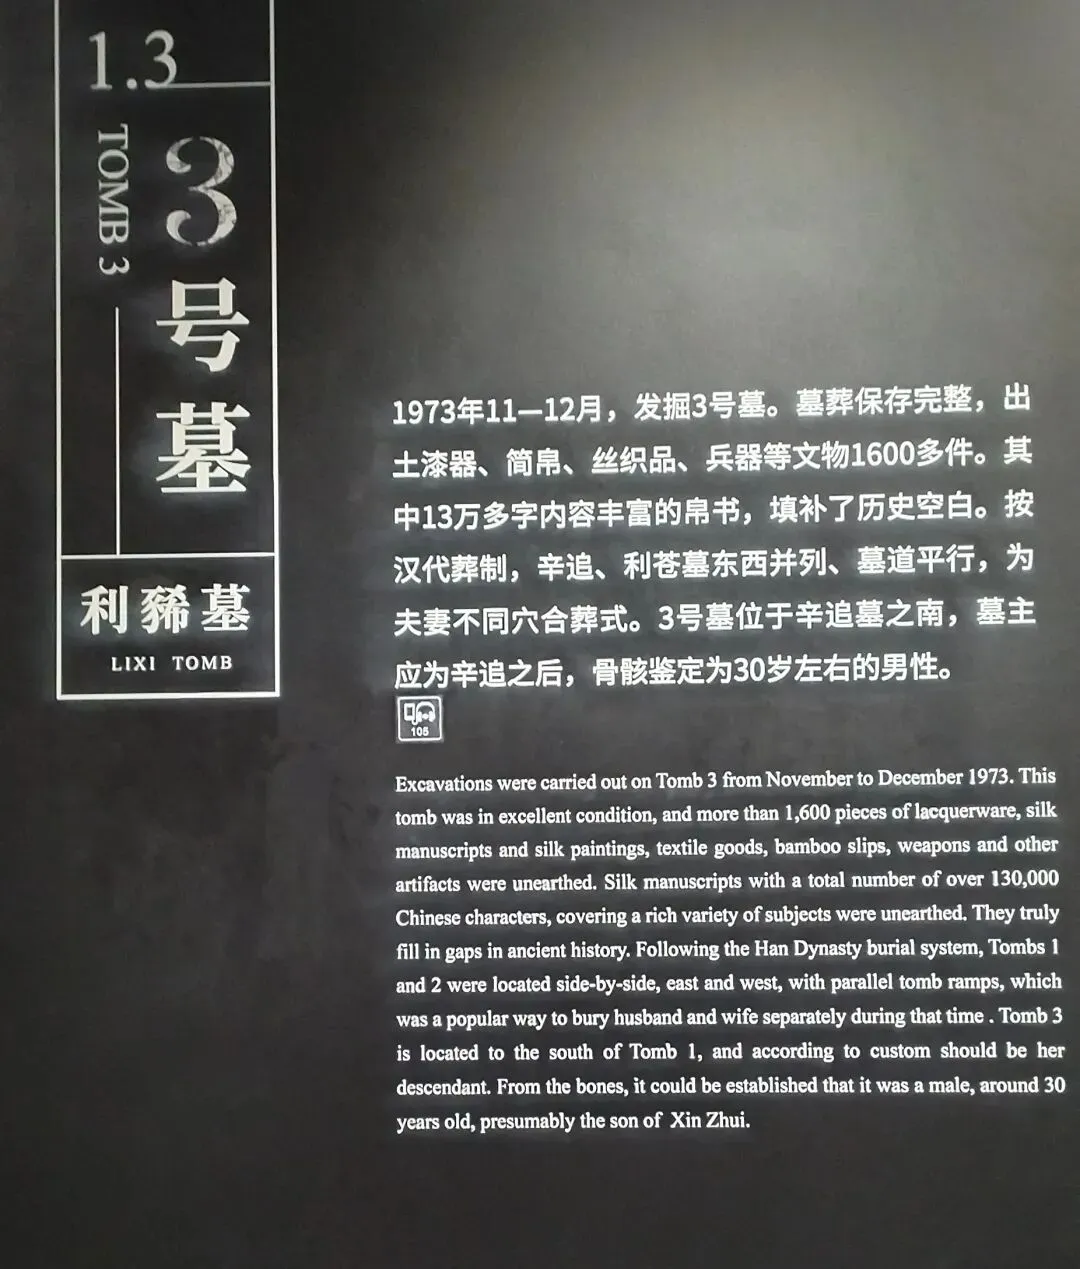 1.3
TOMB 3
3号墓
利豨墓
LIXI TOMB
1973年11—12月，发掘3号墓。墓葬保存完整，出
土漆器、简帛、丝织品、兵器等文物1600多件。其
中13万多字内容丰富的帛书，填补了历史空白。按
汉代葬制，辛追、利苍墓东西并列、墓道平行，为
夫妻不同穴合葬式。3号墓位于辛追墓之南，墓主
应为辛追之后，骨骸鉴定为30岁左右的男性。
105
Excavations were carried out on Tomb 3 from November to December 1973. This
tomb was in excellent condition, and more than 1,600 pieces of lacquerware, silk
manuscripts and silk paintings, textile goods, bamboo slips, weapons and other
artifacts were unearthed. Silk manuscripts with a total number of over 130,000
Chinese characters, covering a rich variety of subjects were unearthed. They truly
fill in gaps in ancient history. Following the Han Dynasty burial system, Tombs 1
and 2 were located side-by-side, east and west, with parallel tomb ramps, which
was a popular way to bury husband and wife separately during that time . Tomb 3
is located to the south of Tomb 1, and according to custom should be her
descendant. From the bones, it could be established that it was a male, around 30
years old, presumably the son of Xin Zhui.